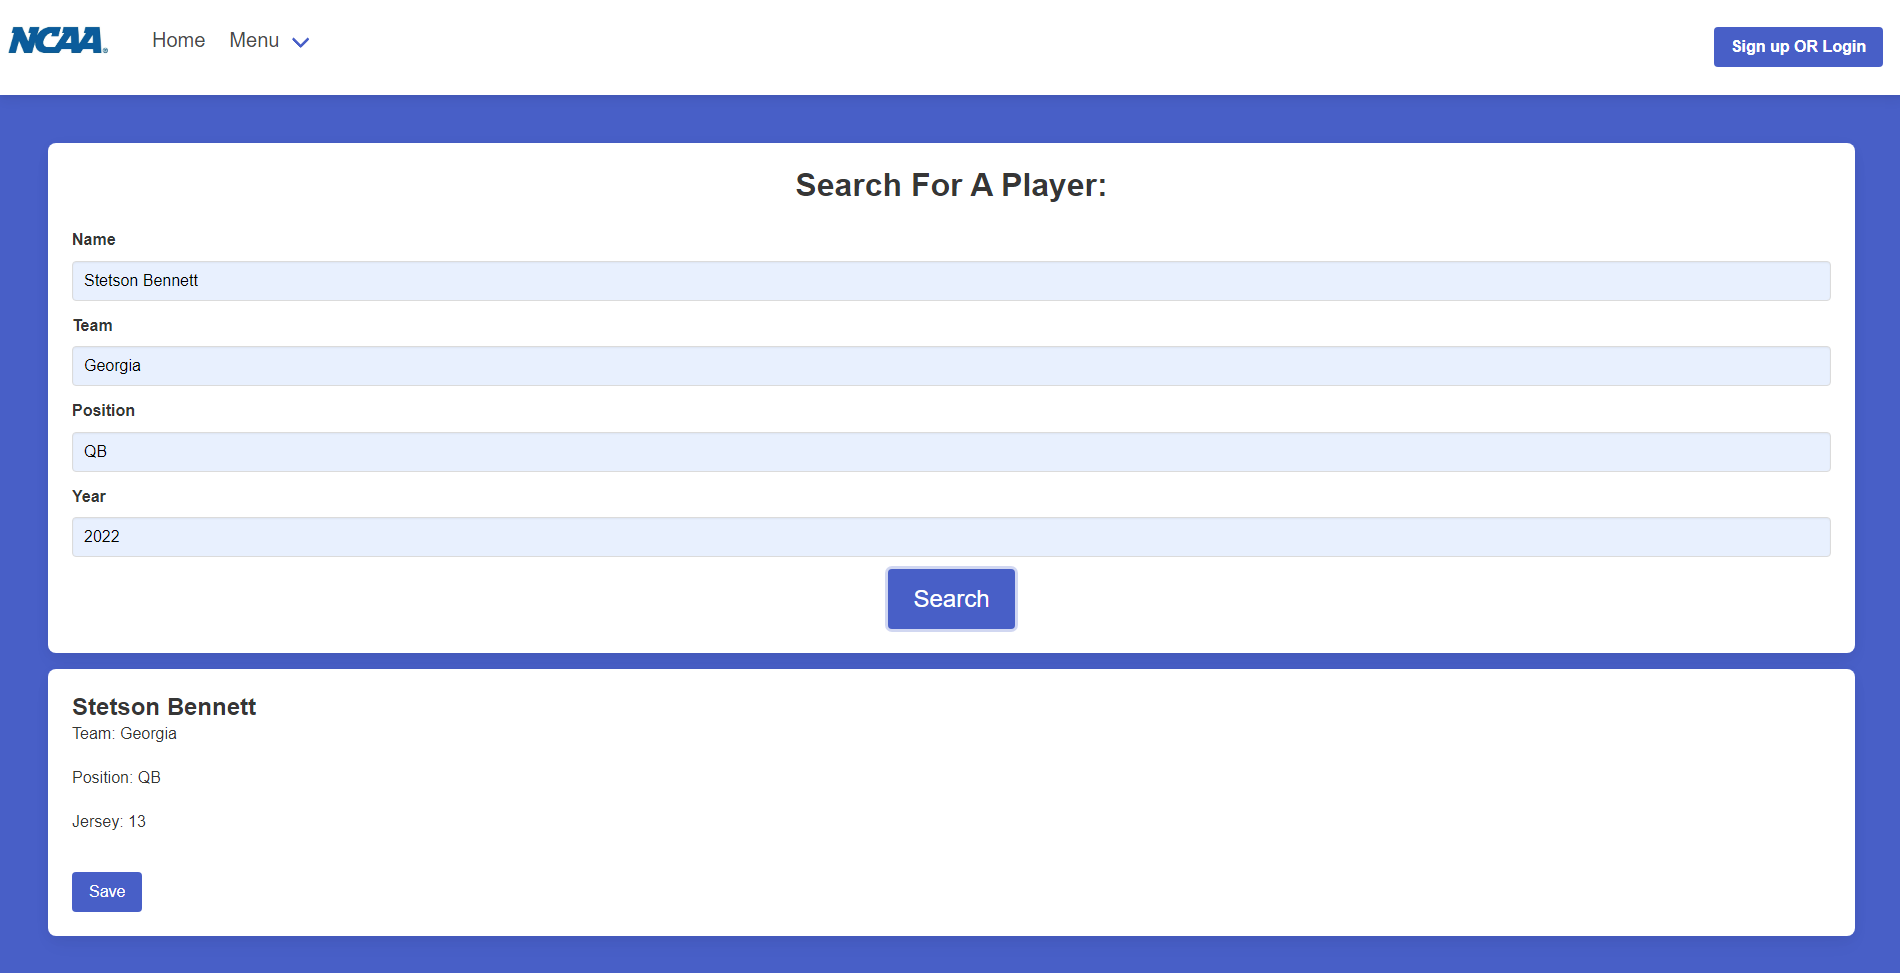 NCAA®
Home
Menu
Sign up OR Login
Search For A Player:
Name
Stetson Bennett
Team
Georgia
Position
QB
Year
2022
Search
Stetson Bennett
Team: Georgia
Position: QB
Jersey: 13
Save